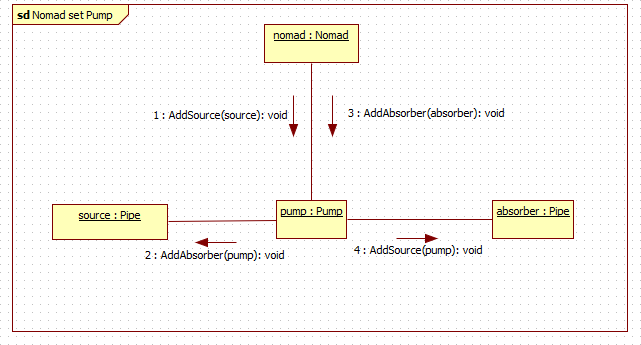 sd Nomad set Pump
nomad : Nomad
1 : AddSource(source): void
3 : AddAbsorber(absorber): void
source : Pipe
pump : Pump
absorber : Pipe
2 : AddAbsorber(pump): void
4 : AddSource(pump): void